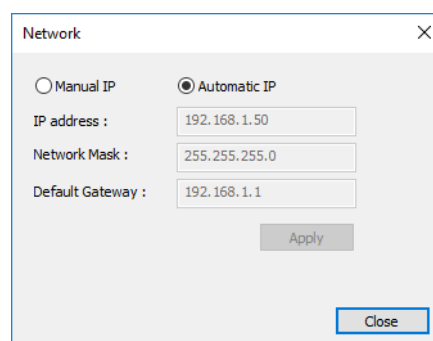 Network
Manual IP Automatic IP
IP address : 192.168.1.50
Network Mask : 255.255.255.0
Default Gateway : 192.168.1.1
Apply
Close